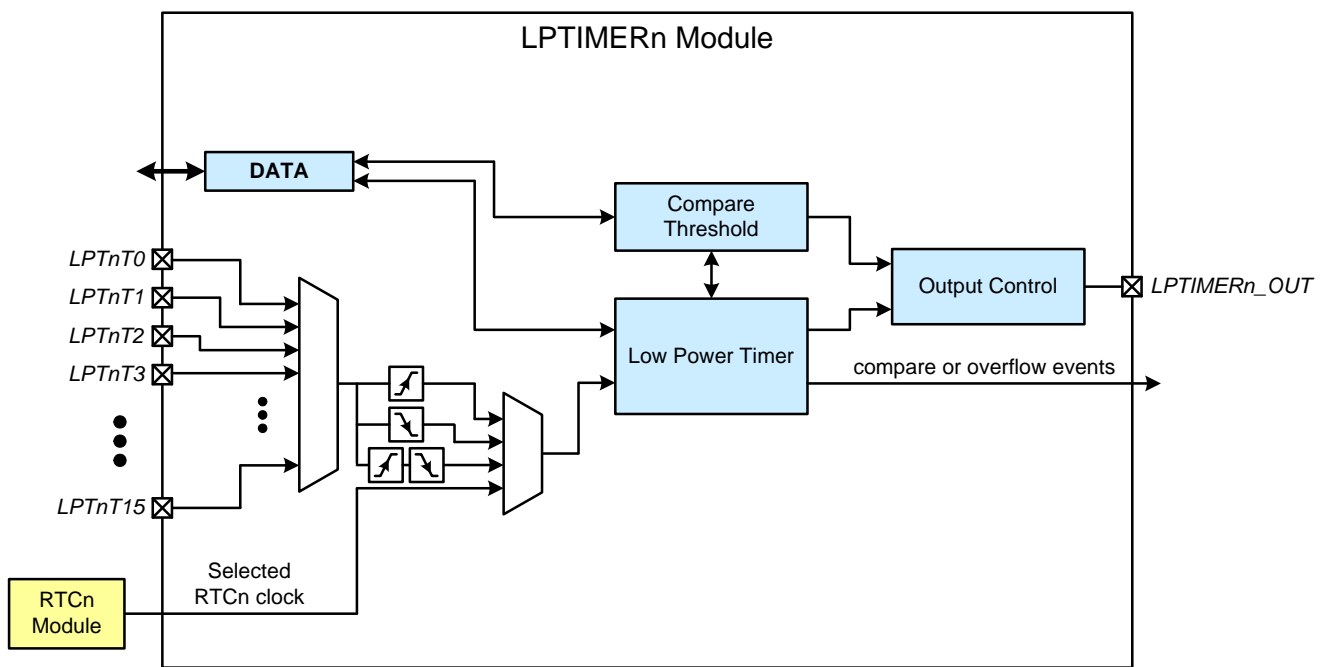 LPTIMERn Module
DATA
Compare
Threshold
LPTnT0
LPTnT1
LPTnT2
LPTnT3
LPTnT15
Output Control
LPTIMERn_OUT
Low Power Timer
compare or overflow events
Selected
RTCn clock
RTCn
Module